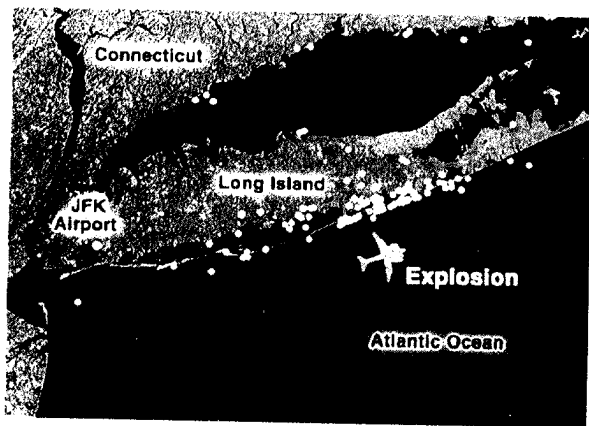 Connecticut
Long Island
JFK
Airport
Explosion
Atlantic Ocean